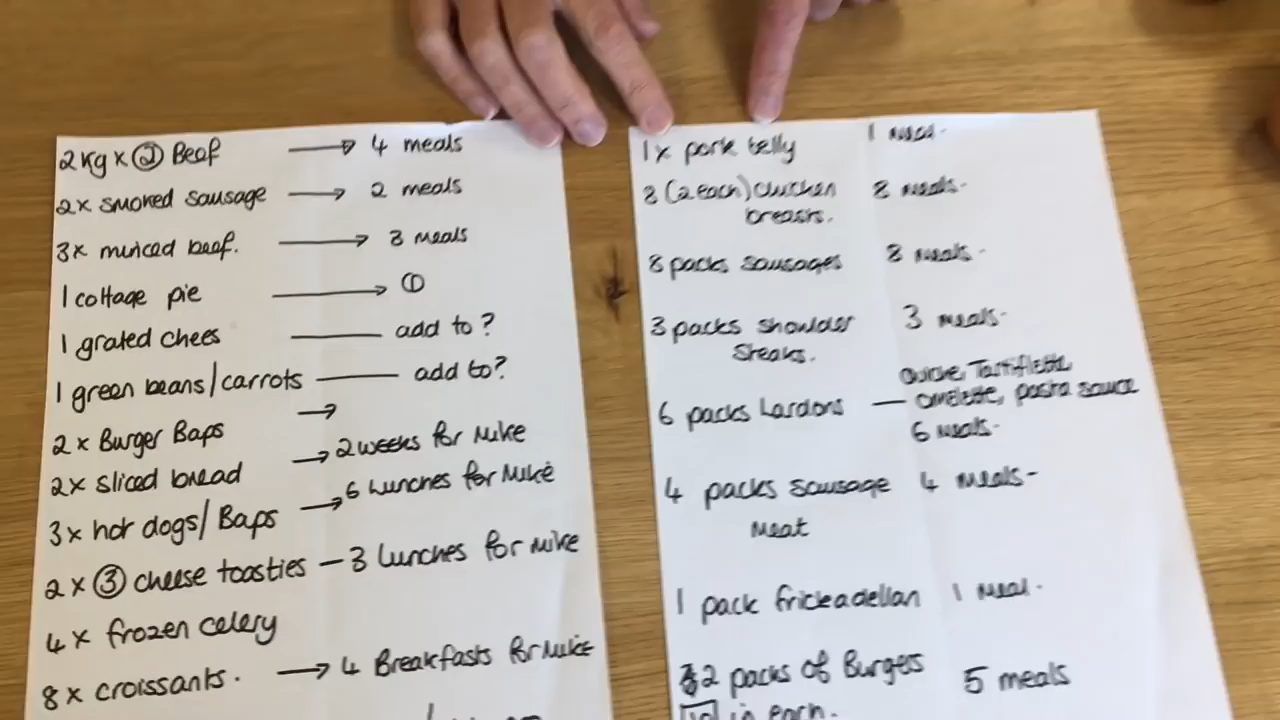 2Kg x ② Beef → 4 meals
2x smoked sausage → 2 meals
3x minced beef. → 3 meals
1 cottage pie → ①
1 grated chees — add to?
1 green beans/carrots — add to?
2 x Burger Baps →
2x sliced bread → 2 weeks for Mike
3x hot dogs/Baps → 6 Lunches for Mike
2 x ③ cheese toasties — 3 Lunches for Mike
4x frozen celery
8 x croissants. → 4 Breakfasts for Mike
1x pork belly 1 meal.
8 (2 each) chicken 8 meals.
breasts.
8 packs sausages 8 meals.
3 packs shoulder 3 meals.
Steaks.
Quiche, Tartiflette
6 packs Lardons — omelette, pasta sauce
6 meals.
4 packs sausage 4 meals-
Meat
1 pack frickadellan 1 meal.
2 packs of Burgers 5 meals
10 in each.